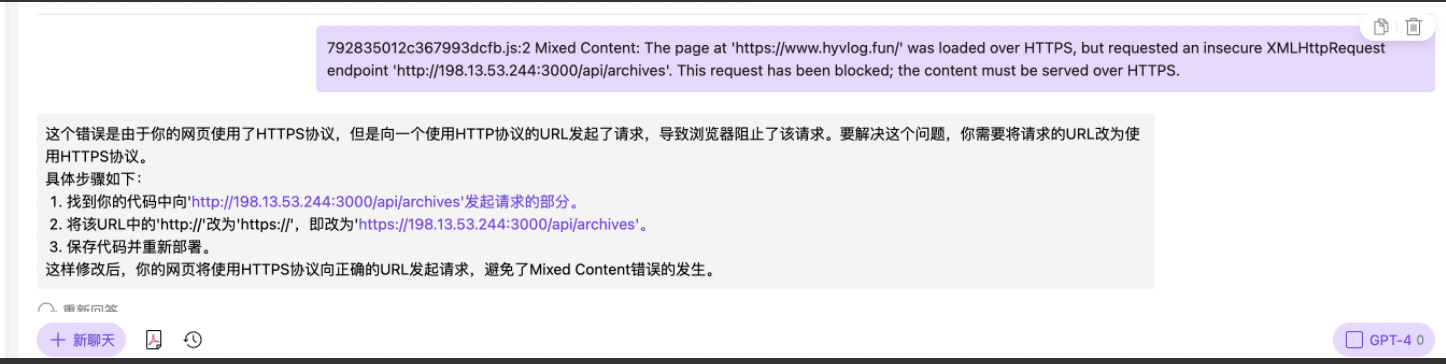 792835012c367993dcfb.js:2 Mixed Content: The page at 'https://www.hyvlog.fun/' was loaded over HTTPS, but requested an insecure XMLHttpRequest
endpoint 'http://198.13.53.244:3000/api/archives'. This request has been blocked; the content must be served over HTTPS.
这个错误是由于你的网页使用了HTTPS协议，但是向一个使用HTTP协议的URL发起了请求，导致浏览器阻止了该请求。要解决这个问题，你需要将请求的URL改为使
用HTTPS协议。
具体步骤如下：
1. 找到你的代码中向'http://198.13.53.244:3000/api/archives'发起请求的部分。
2. 将该URL中的'http://'改为'https://'，即改为'https://198.13.53.244:3000/api/archives'。
3. 保存代码并重新部署。
这样修改后，你的网页将使用HTTPS协议向正确的URL发起请求，避免了Mixed Content错误的发生。
重新回答
新聊天
GPT-4 0